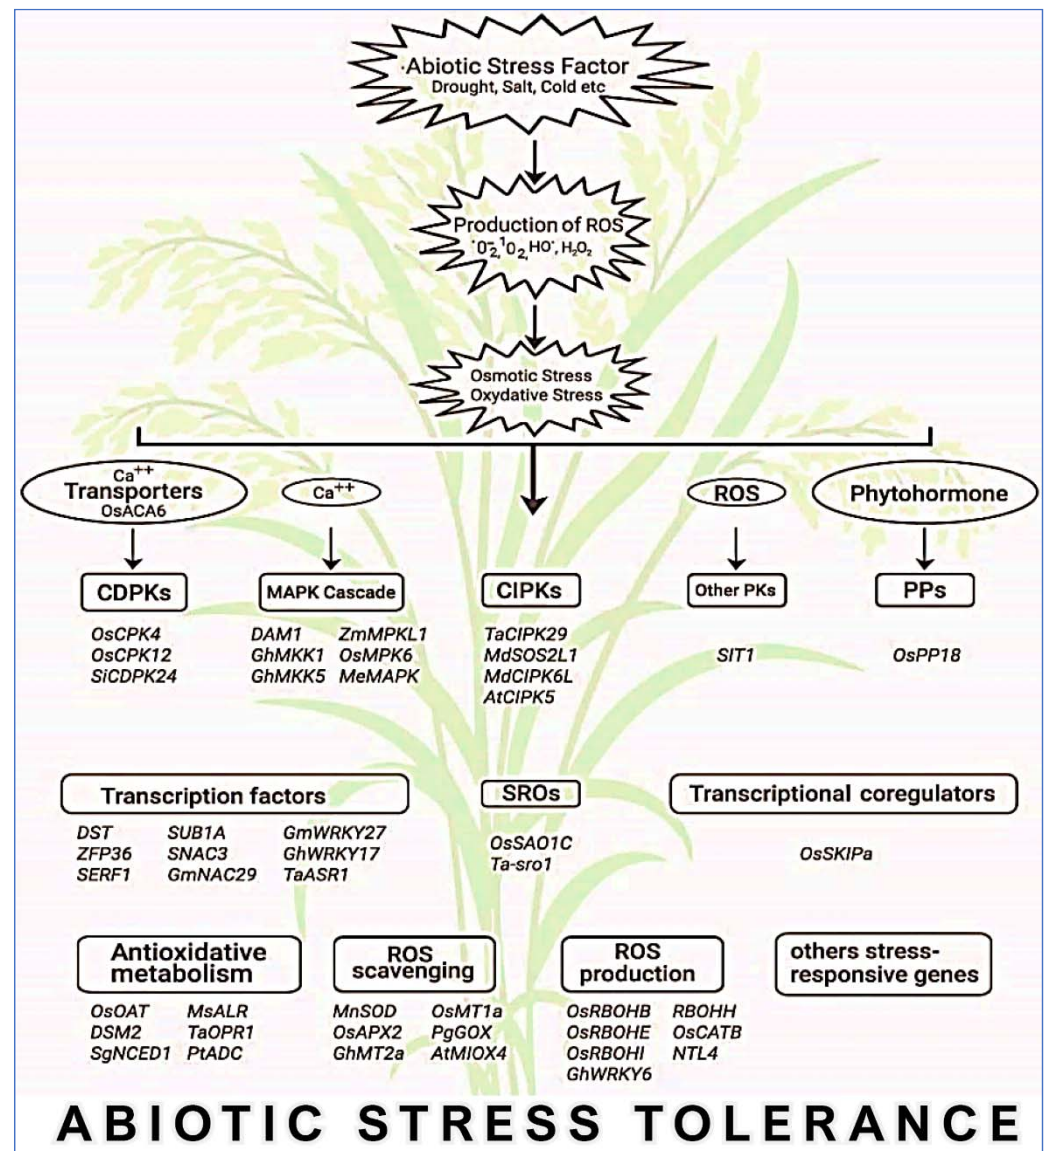 Abiotic Stress Factor
Drought, Salt, Cold etc
Production of ROS
˙O₂⁻, ¹O₂, HO˙, H₂O₂
Osmotic Stress
Oxydative Stress
Ca⁺⁺
Transporters
OsACA6
Ca⁺⁺
ROS
Phytohormone
CDPKs
OsCPK4
OsCPK12
SiCDPK24
MAPK Cascade
DAM1 ZmMPKL1
GhMKK1 OsMPK6
GhMKK5 MeMAPK
CIPKs
TaCIPK29
MdSOS2L1
MdCIPK6L
AtCIPK5
Other PKs
SIT1
PPs
OsPP18
Transcription factors
DST SUB1A GmWRKY27
ZFP36 SNAC3 GhWRKY17
SERF1 GmNAC29 TaASR1
SROs
OsSAO1C
Ta-sro1
Transcriptional coregulators
OsSKIPa
Antioxidative
metabolism
OsOAT MsALR
DSM2 TaOPR1
SgNCED1 PtADC
ROS
scavenging
MnSOD OsMT1a
OsAPX2 PgGOX
GhMT2a AtMIOX4
ROS
production
OsRBOHB RBOHH
OsRBOHE OsCATB
OsRBOHI NTL4
GhWRKY6
others stress-
responsive genes
ABIOTIC STRESS TOLERANCE